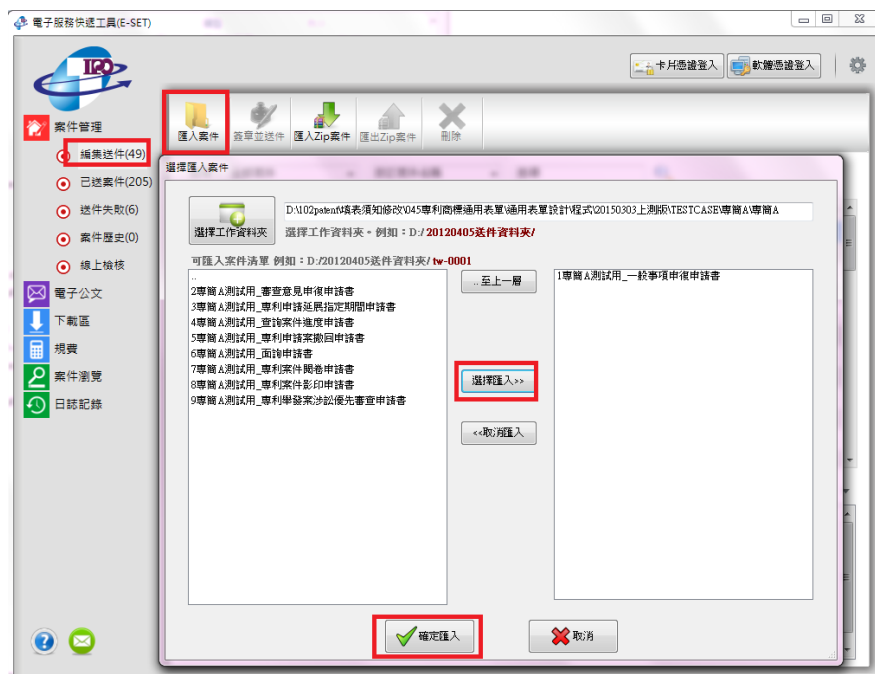 電子服務快遞工具(E-SET)
IPO
卡片憑證登入
軟體憑證登入
案件管理
編集送件(49)
已送案件(205)
送件失敗(6)
案件歷史(0)
線上檢核
電子公文
下載區
規費
案件瀏覽
日誌記錄
匯入案件
簽章並送件
匯入Zip案件
匯出Zip案件
刪除
選擇匯入案件
選擇工作資料夾
D:\102patent\填表須知修改\045專利商標通用表單\通用表單設計\程式\20150303上測版\TESTCASE\專簡A\專簡A
選擇工作資料夾。例如：D:/20120405送件資料夾/
可匯入案件清單 例如：D:/20120405送件資料夾/ tw-0001
..
2專簡A測試用_審查意見申復申請書
3專簡A測試用_專利申請延展指定期間申請書
4專簡A測試用_查詢案件進度申請書
5專簡A測試用_專利申請案撤回申請書
6專簡A測試用_面詢申請書
7專簡A測試用_專利案件閱卷申請書
8專簡A測試用_專利案件影印申請書
9專簡A測試用_專利舉發案涉訟優先審查申請書
..至上一層
選擇匯入>>
<<取消匯入
1專簡A測試用_一般事項申復申請書
確定匯入
取消